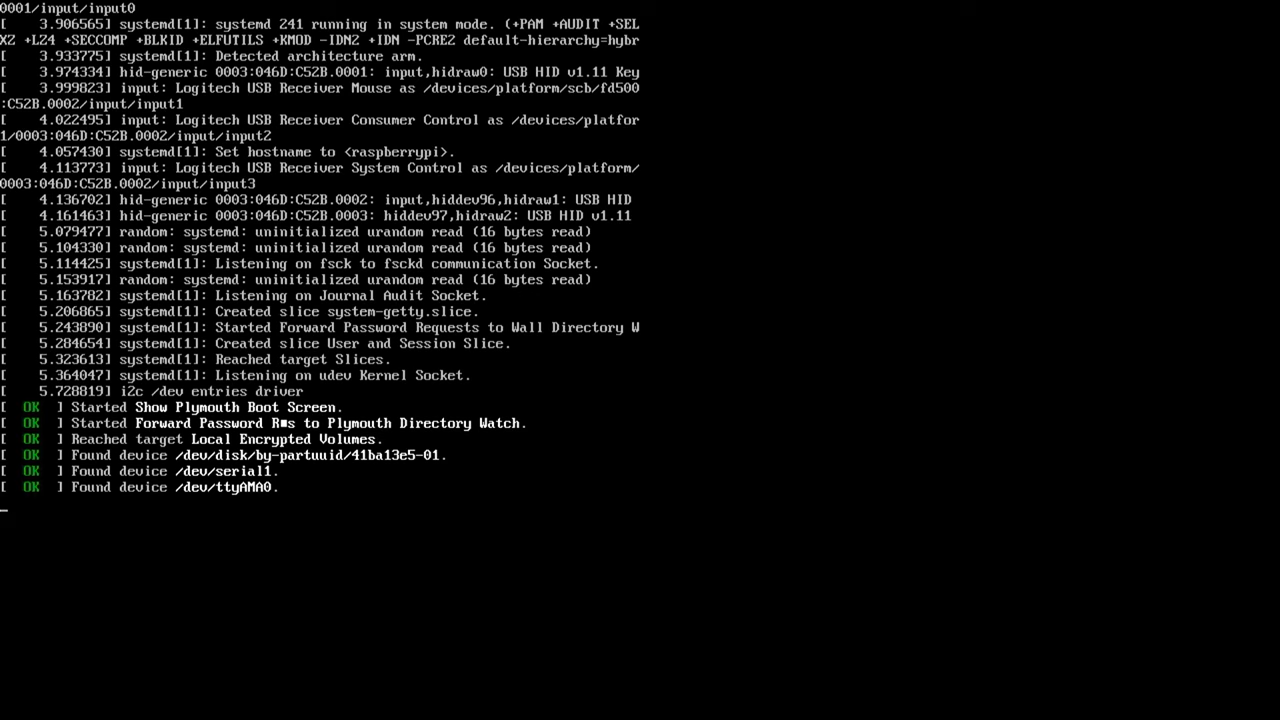 0001/input/input0
[    3.906565] systemd[1]: systemd 241 running in system mode. (+PAM +AUDIT +SEL
XZ +LZ4 +SECCOMP +BLKID +ELFUTILS +KMOD -IDN2 +IDN -PCRE2 default-hierarchy=hybr
[    3.933775] systemd[1]: Detected architecture arm.
[    3.974334] hid-generic 0003:046D:C52B.0001: input,hidraw0: USB HID v1.11 Key
[    3.999823] input: Logitech USB Receiver Mouse as /devices/platform/scb/fd500
:C52B.0002/input/input1
[    4.022495] input: Logitech USB Receiver Consumer Control as /devices/platfor
1/0003:046D:C52B.0002/input/input2
[    4.057430] systemd[1]: Set hostname to <raspberrypi>.
[    4.113773] input: Logitech USB Receiver System Control as /devices/platform/
0003:046D:C52B.0002/input/input3
[    4.136702] hid-generic 0003:046D:C52B.0002: input,hiddev96,hidraw1: USB HID
[    4.161463] hid-generic 0003:046D:C52B.0003: hiddev97,hidraw2: USB HID v1.11
[    5.079477] random: systemd: uninitialized urandom read (16 bytes read)
[    5.104330] random: systemd: uninitialized urandom read (16 bytes read)
[    5.114425] systemd[1]: Listening on fsck to fsckd communication Socket.
[    5.153917] random: systemd: uninitialized urandom read (16 bytes read)
[    5.163782] systemd[1]: Listening on Journal Audit Socket.
[    5.206865] systemd[1]: Created slice system-getty.slice.
[    5.243890] systemd[1]: Started Forward Password Requests to Wall Directory W
[    5.284654] systemd[1]: Created slice User and Session Slice.
[    5.323613] systemd[1]: Reached target Slices.
[    5.364047] systemd[1]: Listening on udev Kernel Socket.
[    5.728819] i2c /dev entries driver
[  OK  ] Started Show Plymouth Boot Screen.
[  OK  ] Started Forward Password R■s to Plymouth Directory Watch.
[  OK  ] Reached target Local Encrypted Volumes.
[  OK  ] Found device /dev/disk/by-partuuid/41ba13e5-01.
[  OK  ] Found device /dev/serial1.
[  OK  ] Found device /dev/ttyAMA0.